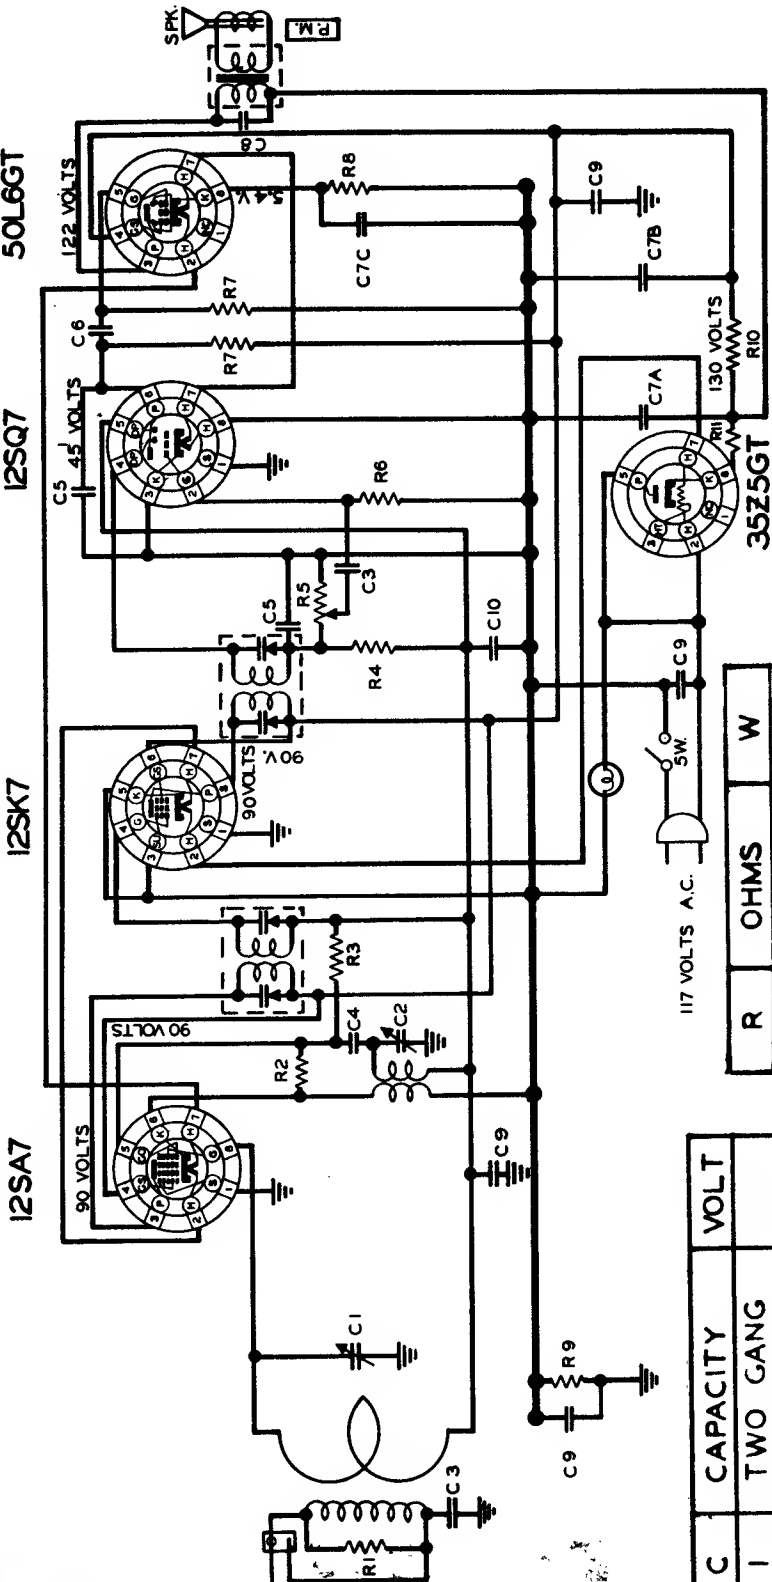 12SA7
12SK7
12SQ7
50L6GT
SPK.
P.M.
90 VOLTS
90 VOLTS
90VOLTS
90V.
45 VOLTS
122 VOLTS
5.4 V.
C8
C6
C5
R7
R7
R8
C7C
C9
C7B
C5
R5
C3
R6
R4
C10
R3
C4
C2
R2
C1
C9
C3
R1
R9
C9
C7A
130 VOLTS
R10
R11
35Z5GT
C9
SW.
117 VOLTS A.C.
R OHMS W
C CAPACITY VOLT
1 TWO GANG